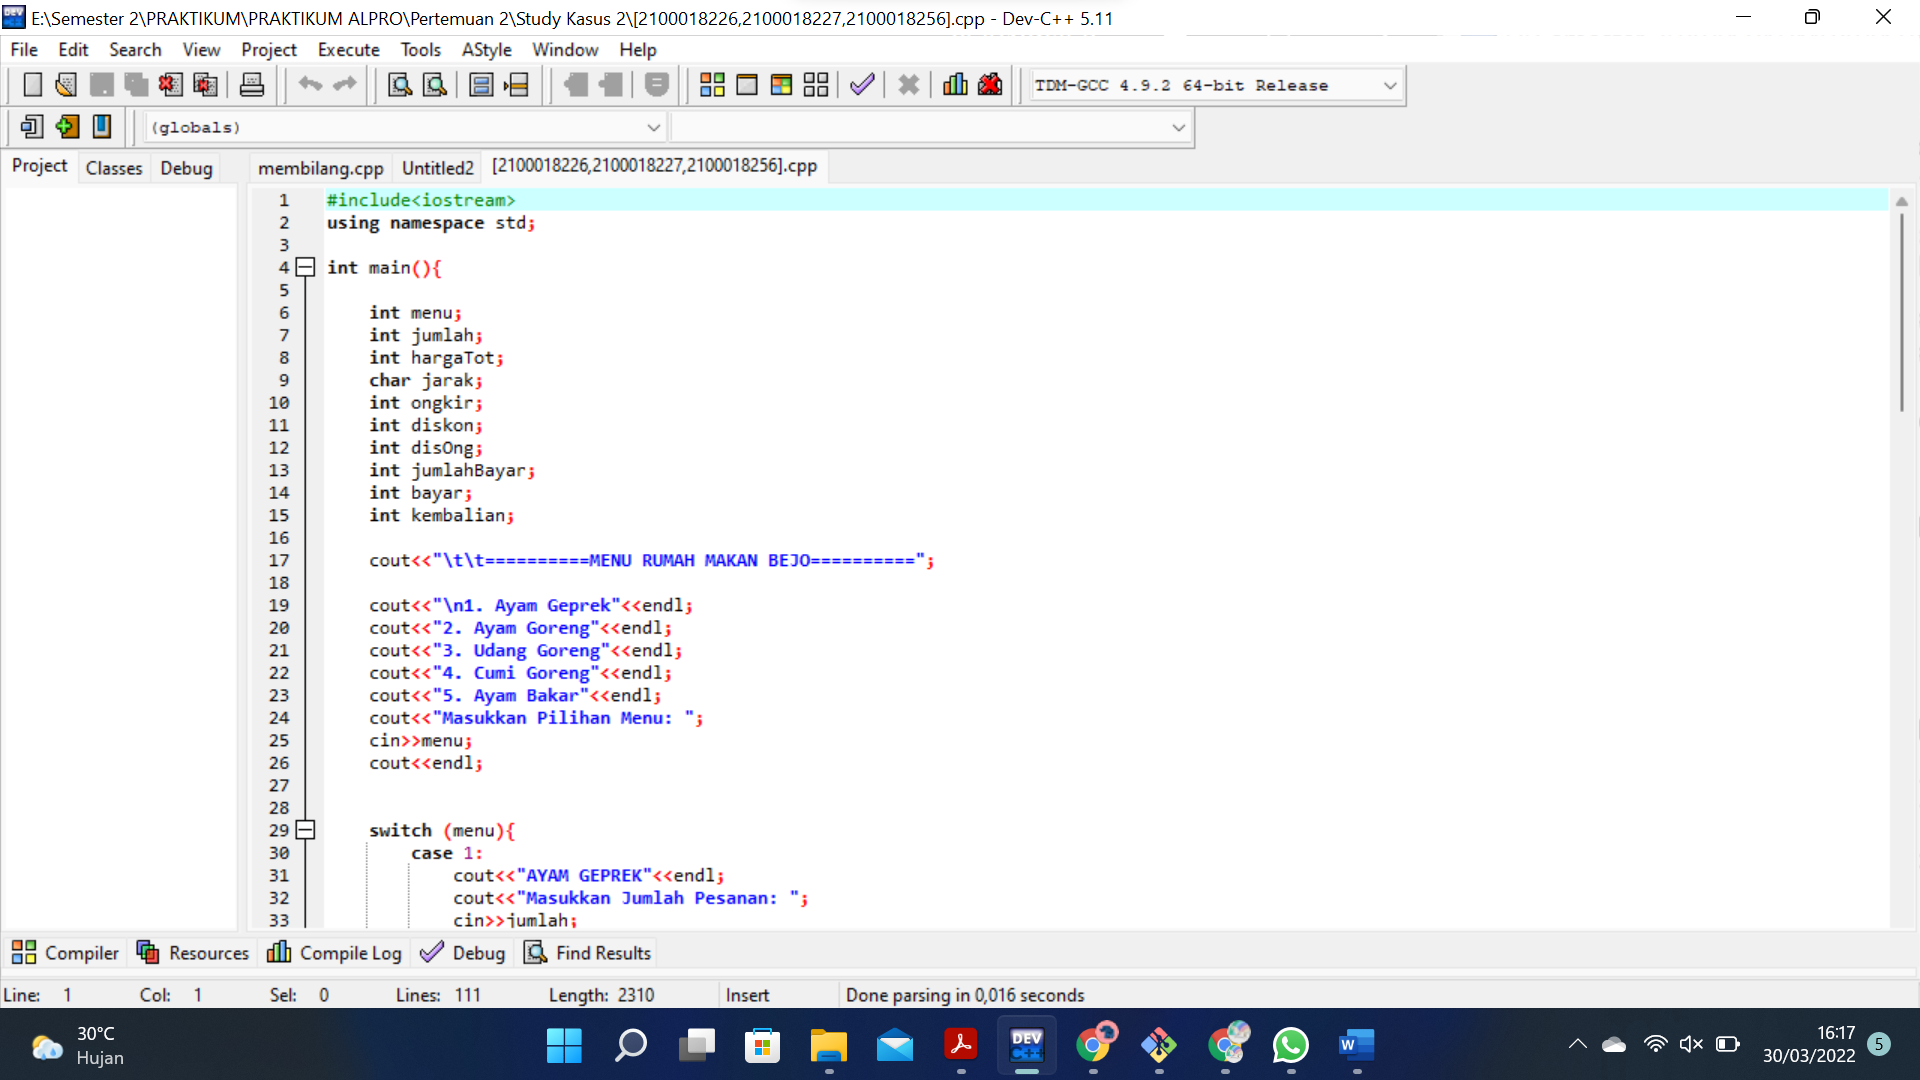 E:\Semester 2\PRAKTIKUM\PRAKTIKUM ALPRO\Pertemuan 2\Study Kasus 2\[2100018226,2100018227,2100018256].cpp - Dev-C++ 5.11
File Edit Search View Project Execute Tools AStyle Window Help
TDM-GCC 4.9.2 64-bit Release
(globals)
Project Classes Debug
membilang.cpp Untitled2 [2100018226,2100018227,2100018256].cpp
1 #include<iostream>
2 using namespace std;
3
4 int main(){
5
6 int menu;
7 int jumlah;
8 int hargaTot;
9 char jarak;
10 int ongkir;
11 int diskon;
12 int disOng;
13 int jumlahBayar;
14 int bayar;
15 int kembalian;
16
17 cout<<"\t\t==========MENU RUMAH MAKAN BEJO==========";
18
19 cout<<"\n1. Ayam Geprek"<<endl;
20 cout<<"2. Ayam Goreng"<<endl;
21 cout<<"3. Udang Goreng"<<endl;
22 cout<<"4. Cumi Goreng"<<endl;
23 cout<<"5. Ayam Bakar"<<endl;
24 cout<<"Masukkan Pilihan Menu: ";
25 cin>>menu;
26 cout<<endl;
27
28
29 switch (menu){
30 case 1:
31 cout<<"AYAM GEPREK"<<endl;
32 cout<<"Masukkan Jumlah Pesanan: ";
33 cin>>jumlah;
Compiler Resources Compile Log Debug Find Results
Line: 1 Col: 1 Sel: 0 Lines: 111 Length: 2310 Insert Done parsing in 0,016 seconds
30°C
Hujan
DEV
C++
W
16:17
30/03/2022
5